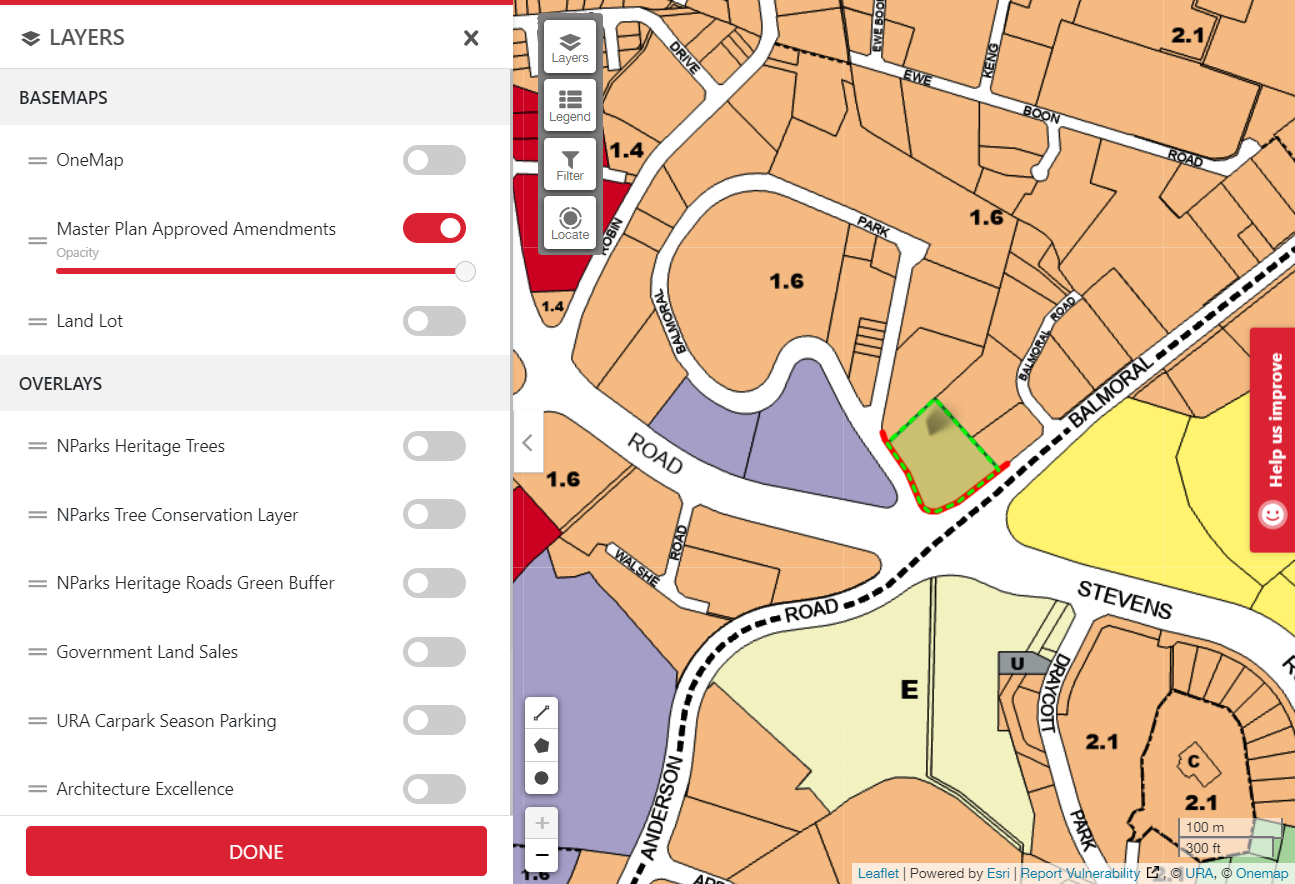 LAYERS
BASEMAPS
OneMap
Master Plan Approved Amendments
Opacity
Land Lot
OVERLAYS
NParks Heritage Trees
NParks Tree Conservation Layer
NParks Heritage Roads Green Buffer
Government Land Sales
URA Carpark Season Parking
Architecture Excellence
DONE
Layers
Legend
Filter
Locate
DRIVE
EWE BOON
KENG
2.1
EWE
BOON
ROAD
1.4
ROBIN
1.4
PARK
1.6
1.6
BALMORAL
BALMORAL
ROAD
BALMORAL
ROAD
1.6
ROAD
WALSHE
ROAD
STEVENS
E
U
DRAYCOTT
2.1
C
2.1
ANDERSON
PARK
1.6
Help us improve
100 m
300 ft
Leaflet | Powered by Esri | Report Vulnerability , © URA, © Onemap